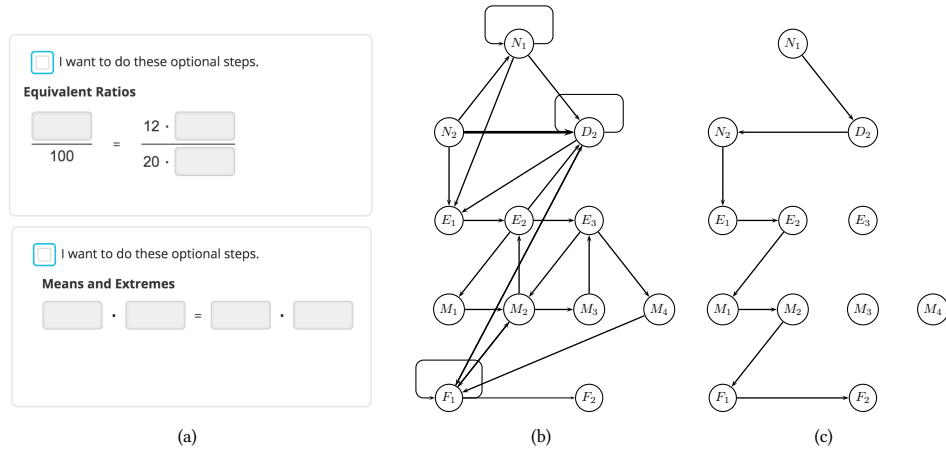 I want to do these optional steps.
Equivalent Ratios
100 = 12 · 20 ·
I want to do these optional steps.
Means and Extremes
· = ·
(a)
N1
N2 D2
E1 E2 E3
M1 M2 M3 M4
F1 F2
(b)
N1
N2 D2
E1 E2 E3
M1 M2 M3 M4
F1 F2
(c)